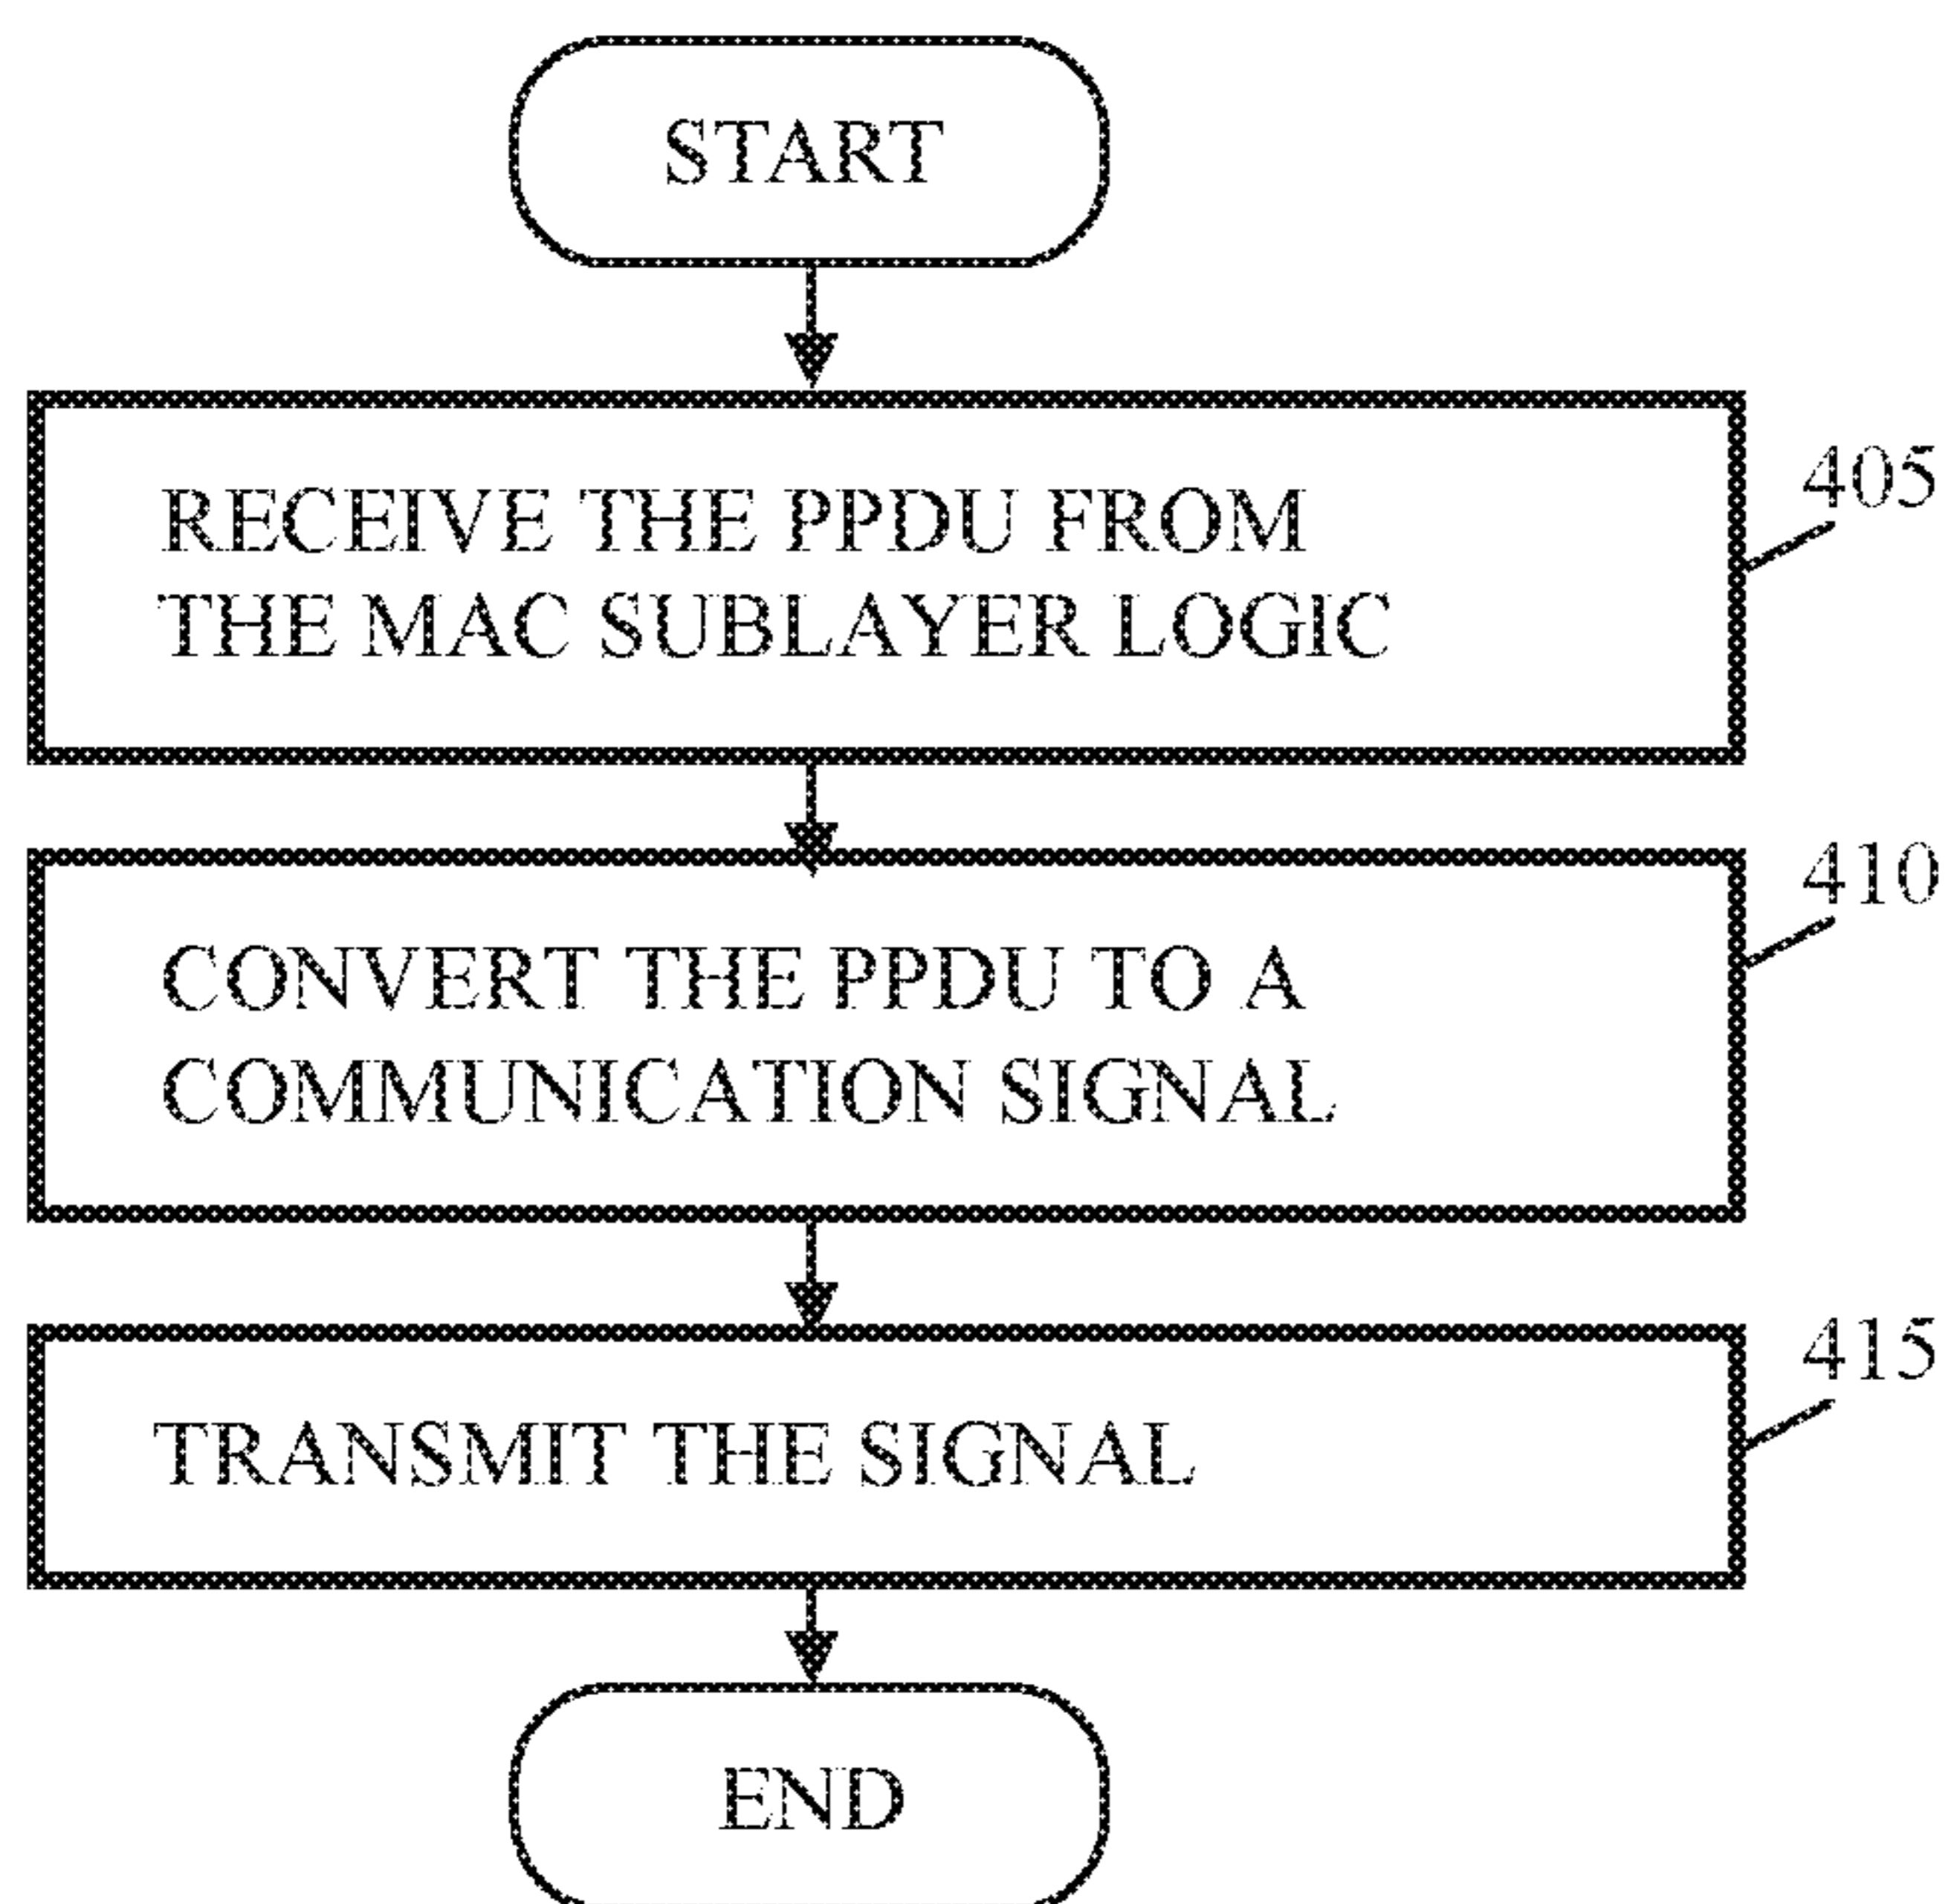 START
RECEIVE THE PPDU FROM
THE MAC SUBLAYER LOGIC
405
CONVERT THE PPDU TO A
COMMUNICATION SIGNAL
410
TRANSMIT THE SIGNAL
415
END